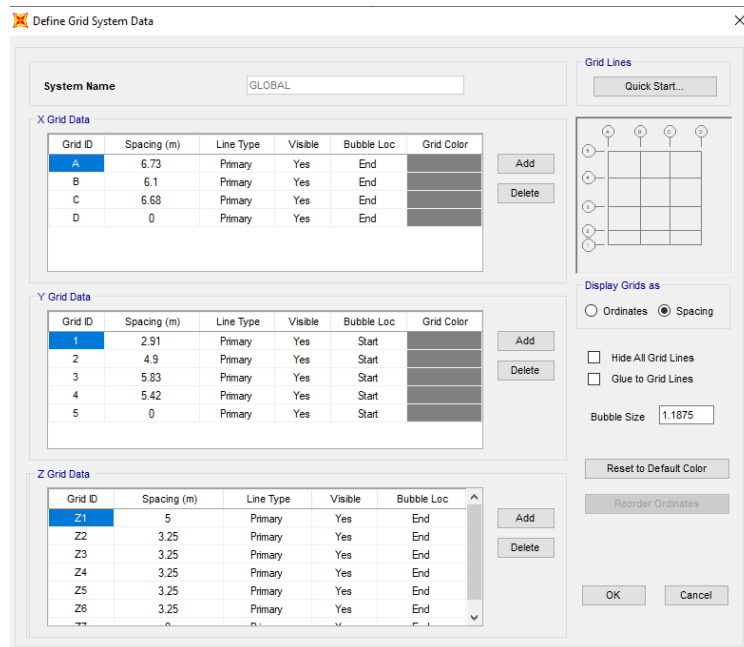 Define Grid System Data
System Name GLOBAL
X Grid Data
Grid ID Spacing (m) Line Type Visible Bubble Loc Grid Color
A 6.73 Primary Yes End
B 6.1 Primary Yes End
C 6.68 Primary Yes End
D 0 Primary Yes End
Add
Delete
Y Grid Data
Grid ID Spacing (m) Line Type Visible Bubble Loc Grid Color
1 2.91 Primary Yes Start
2 4.9 Primary Yes Start
3 5.83 Primary Yes Start
4 5.42 Primary Yes Start
5 0 Primary Yes Start
Add
Delete
Z Grid Data
Grid ID Spacing (m) Line Type Visible Bubble Loc
Z1 5 Primary Yes End
Z2 3.25 Primary Yes End
Z3 3.25 Primary Yes End
Z4 3.25 Primary Yes End
Z5 3.25 Primary Yes End
Z6 3.25 Primary Yes End
Add
Delete
Grid Lines
Quick Start...
A B C D
5
4
3
2
1
Display Grids as
Ordinates Spacing
Hide All Grid Lines
Glue to Grid Lines
Bubble Size 1.1875
Reset to Default Color
Reorder Ordinates
OK Cancel